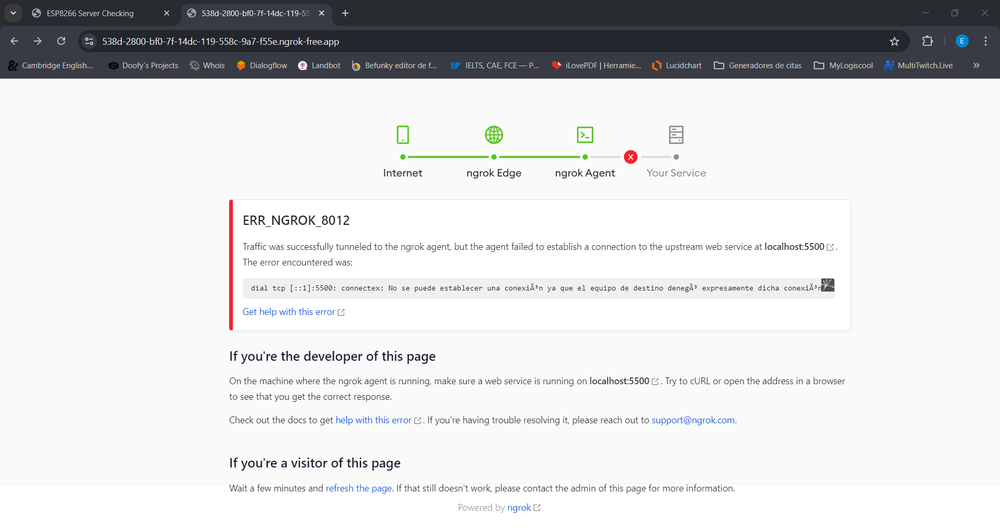 ESP8266 Server Checking
538d-2800-bf0-7f-14dc-119-55
538d-2800-bf0-7f-14dc-119-558c-9a7-f55e.ngrok-free.app
E
Cambridge English...
Doofy´s Projects
Whois
Dialogflow
Landbot
Befunky editor de f...
IELTS, CAE, FCE — P...
iLovePDF | Herramie...
Lucidchart
Generadores de citas
MyLogiscool
MultiTwitch.Live
Internet
ngrok Edge
ngrok Agent
Your Service
ERR_NGROK_8012
Traffic was successfully tunneled to the ngrok agent, but the agent failed to establish a connection to the upstream web service at localhost:5500.
The error encountered was:
dial tcp [::1]:5500: connectex: No se puede establecer una conexiÃ³n ya que el equipo de destino denegÃ³ expresamente dicha conexiÃ³n
Get help with this error
If you're the developer of this page
On the machine where the ngrok agent is running, make sure a web service is running on localhost:5500. Try to cURL or open the address in a browser
to see that you get the correct response.
Check out the docs to get help with this error. If you're having trouble resolving it, please reach out to support@ngrok.com.
If you're a visitor of this page
Wait a few minutes and refresh the page. If that still doesn't work, please contact the admin of this page for more information.
Powered by ngrok